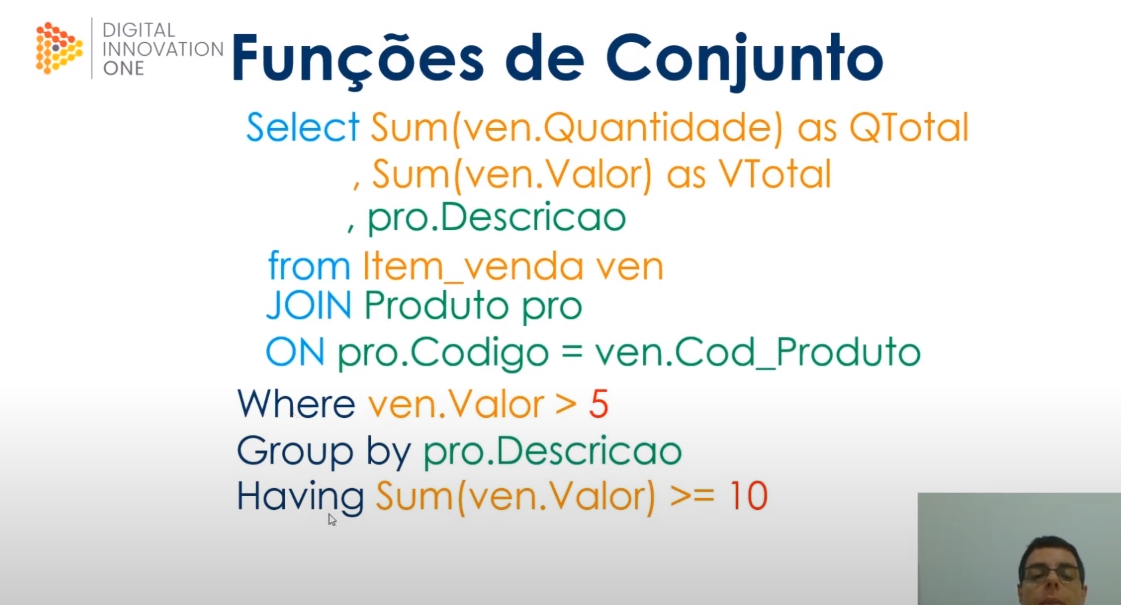 DIGITAL
INNOVATION
ONE
Funções de Conjunto
Select Sum(ven.Quantidade) as QTotal
, Sum(ven.Valor) as VTotal
, pro.Descricao
from Item_venda ven
JOIN Produto pro
ON pro.Codigo = ven.Cod_Produto
Where ven.Valor > 5
Group by pro.Descricao
Having Sum(ven.Valor) >= 10